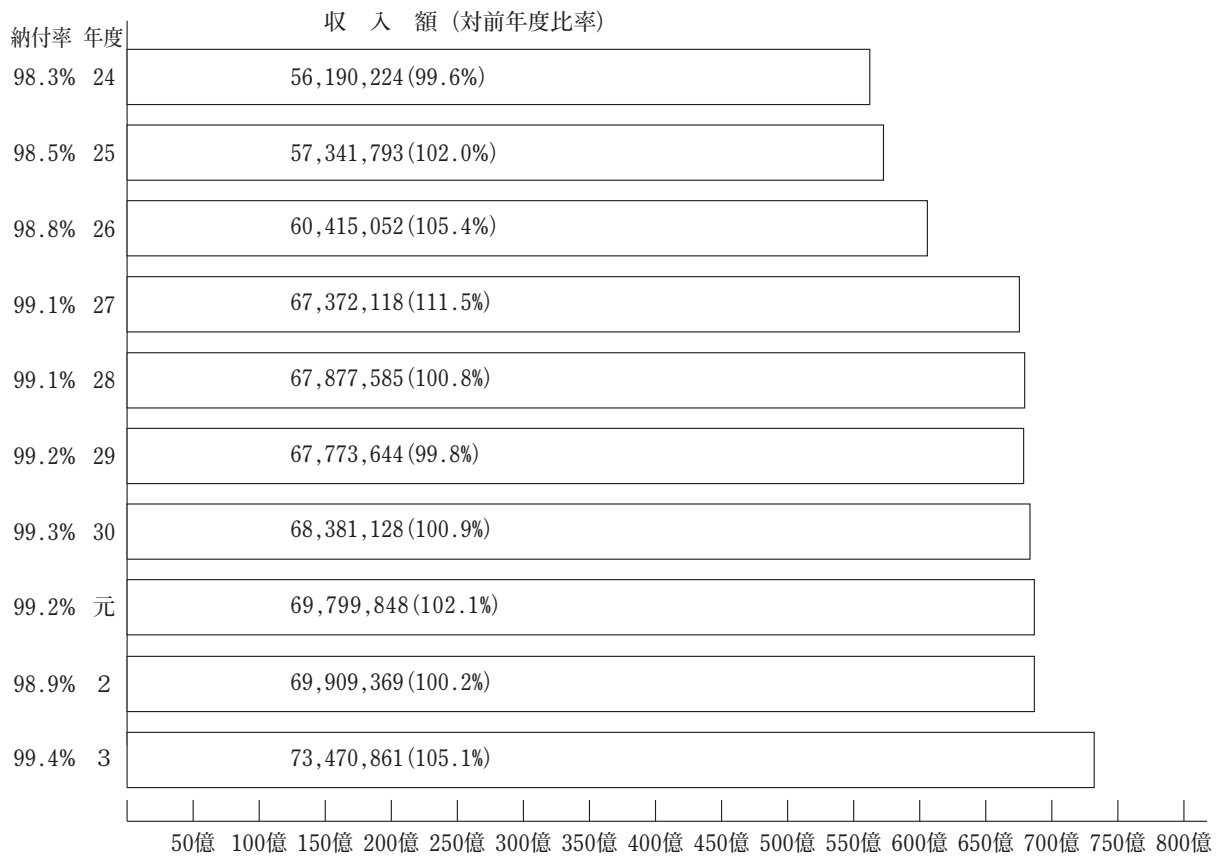 収 入 額 (対前年度比率)
納付率 年度
98.3% 24 56,190,224(99.6%)
98.5% 25 57,341,793(102.0%)
98.8% 26 60,415,052(105.4%)
99.1% 27 67,372,118(111.5%)
99.1% 28 67,877,585(100.8%)
99.2% 29 67,773,644(99.8%)
99.3% 30 68,381,128(100.9%)
99.2% 元 69,799,848(102.1%)
98.9% 2 69,909,369(100.2%)
99.4% 3 73,470,861(105.1%)
50億 100億 150億 200億 250億 300億 350億 400億 450億 500億 550億 600億 650億 700億 750億 800億